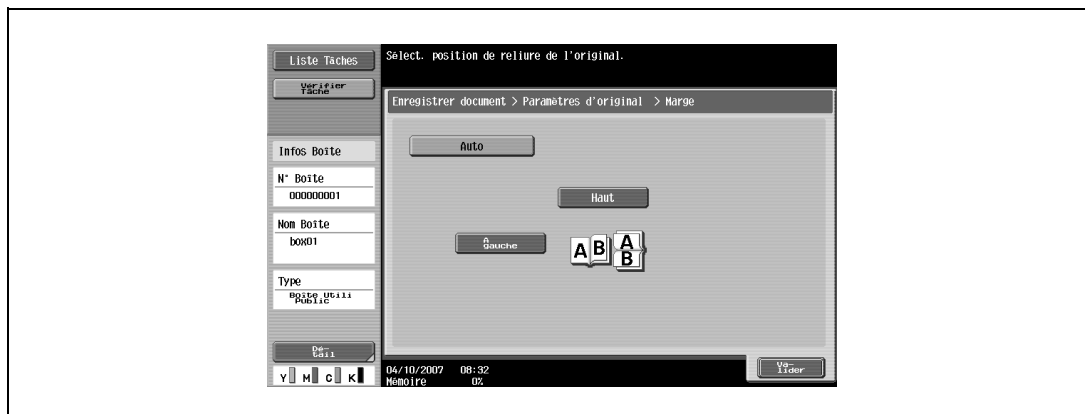 Liste Tâches
Vérifier
Tâche
Sélect. position de reliure de l'original.
Enregistrer document > Paramètres d'original > Marge
Infos Boîte
N° Boîte
000000001
Nom Boîte
box01
Type
Boîte Utili
Public
Dé-
tail
Y M C K
Auto
Haut
A
gauche
A B
A
B
04/10/2007 08:32
Mémoire 0%
Va-
lider